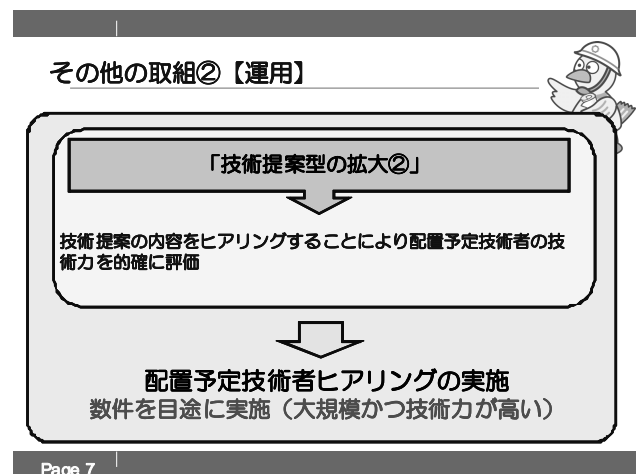 その他の取組②【運用】
「技術提案型の拡大②」
技術提案の内容をヒアリングすることにより配置予定技術者の技
術力を的確に評価
配置予定技術者ヒアリングの実施
数件を目途に実施（大規模かつ技術力が高い）
Page 7